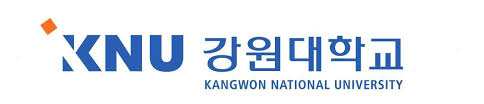 KNU 강원대학교
KANGWON NATIONAL UNIVERSITY